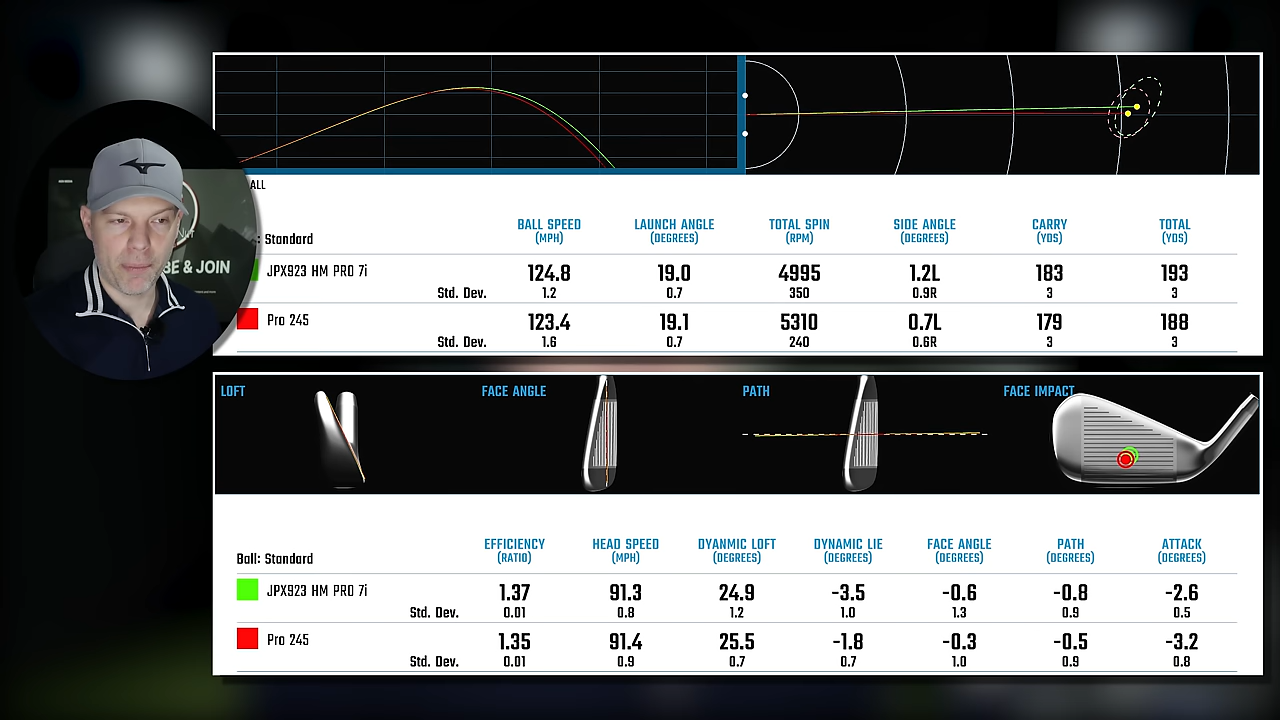 BE & JOIN
ALL
: Standard
BALL SPEED LAUNCH ANGLE TOTAL SPIN SIDE ANGLE CARRY TOTAL
(MPH) (DEGREES) (RPM) (DEGREES) (YDS) (YDS)
JPX923 HM PRO 7i 124.8 19.0 4995 1.2L 183 193
Std. Dev. 1.2 0.7 350 0.9R 3 3
Pro 245 123.4 19.1 5310 0.7L 179 188
Std. Dev. 1.6 0.7 240 0.6R 3 3
LOFT FACE ANGLE PATH FACE IMPACT
Ball: Standard
EFFICIENCY HEAD SPEED DYANMIC LOFT DYNAMIC LIE FACE ANGLE PATH ATTACK
(RATIO) (MPH) (DEGREES) (DEGREES) (DEGREES) (DEGREES) (DEGREES)
JPX923 HM PRO 7i 1.37 91.3 24.9 -3.5 -0.6 -0.8 -2.6
Std. Dev. 0.01 0.8 1.2 1.0 1.3 0.9 0.5
Pro 245 1.35 91.4 25.5 -1.8 -0.3 -0.5 -3.2
Std. Dev. 0.01 0.9 0.7 0.7 1.0 0.9 0.8